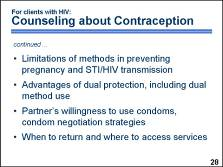 For clients with HIV:
Counseling about Contraception
continued ...
• Limitations of methods in preventing
pregnancy and STI/HIV transmission
• Advantages of dual protection, including dual
method use
• Partner's willingness to use condoms,
condom negotiation strategies
• When to return and where to access services
28